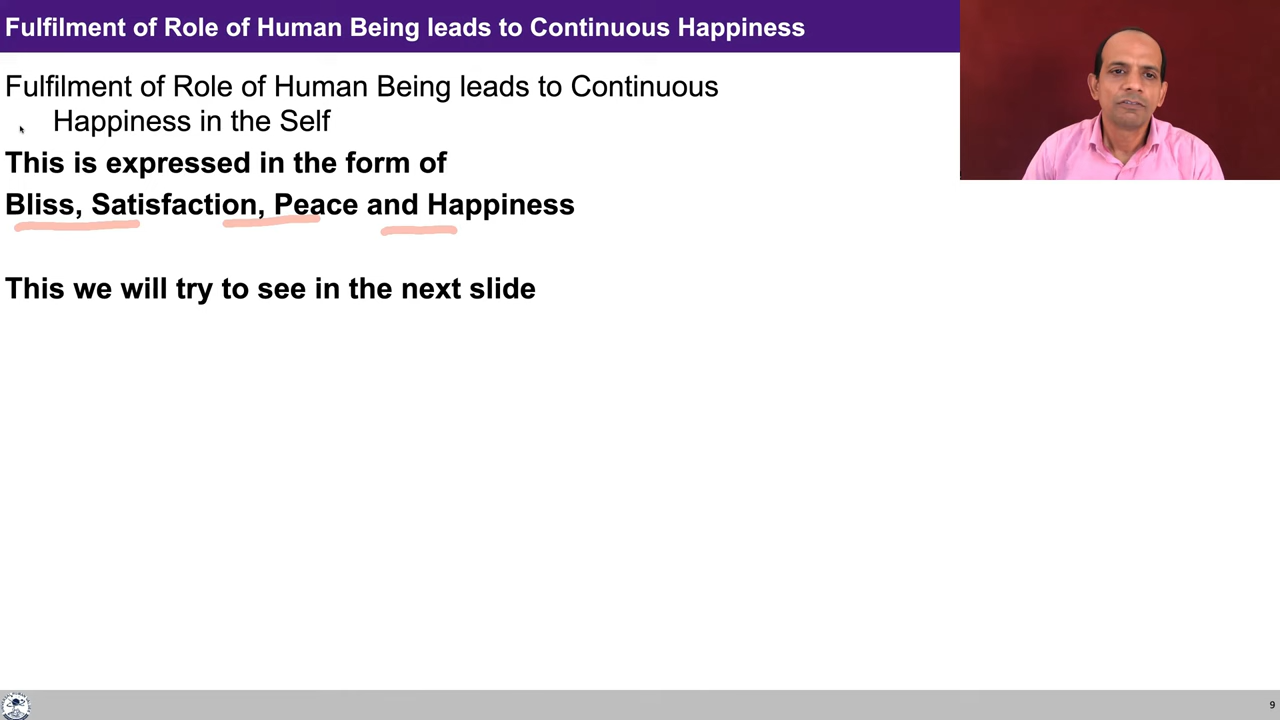 Fulfilment of Role of Human Being leads to Continuous Happiness
Fulfilment of Role of Human Being leads to Continuous
Happiness in the Self
This is expressed in the form of
Bliss, Satisfaction, Peace and Happiness
This we will try to see in the next slide
9